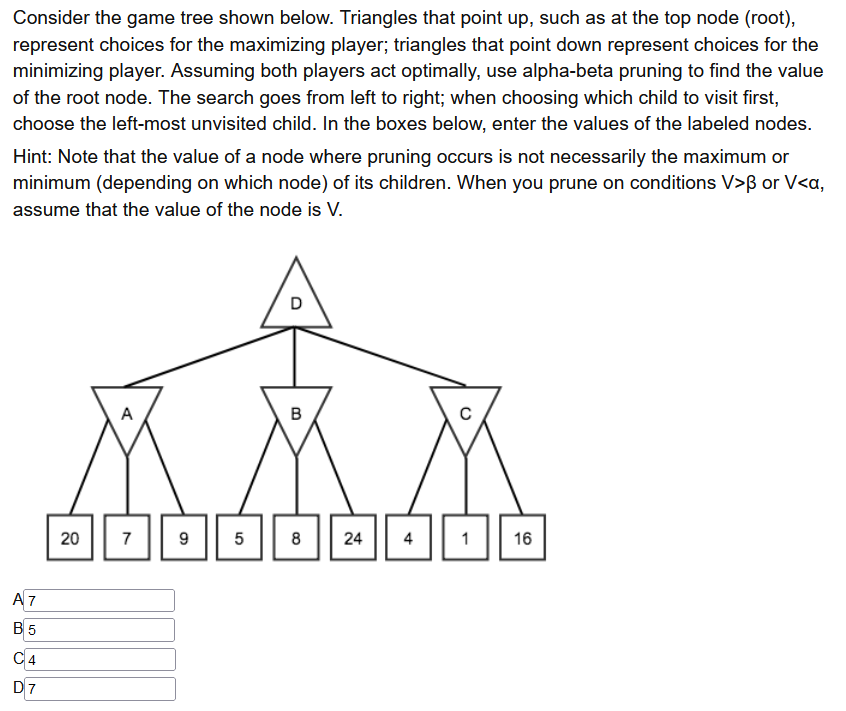 Consider the game tree shown below. Triangles that point up, such as at the top node (root),
represent choices for the maximizing player; triangles that point down represent choices for the
minimizing player. Assuming both players act optimally, use alpha-beta pruning to find the value
of the root node. The search goes from left to right; when choosing which child to visit first,
choose the left-most unvisited child. In the boxes below, enter the values of the labeled nodes.
Hint: Note that the value of a node where pruning occurs is not necessarily the maximum or
minimum (depending on which node) of its children. When you prune on conditions V>β or V<α,
assume that the value of the node is V.
D
A B C
20 7 9 5 8 24 4 1 16
A 7
B 5
C 4
D 7